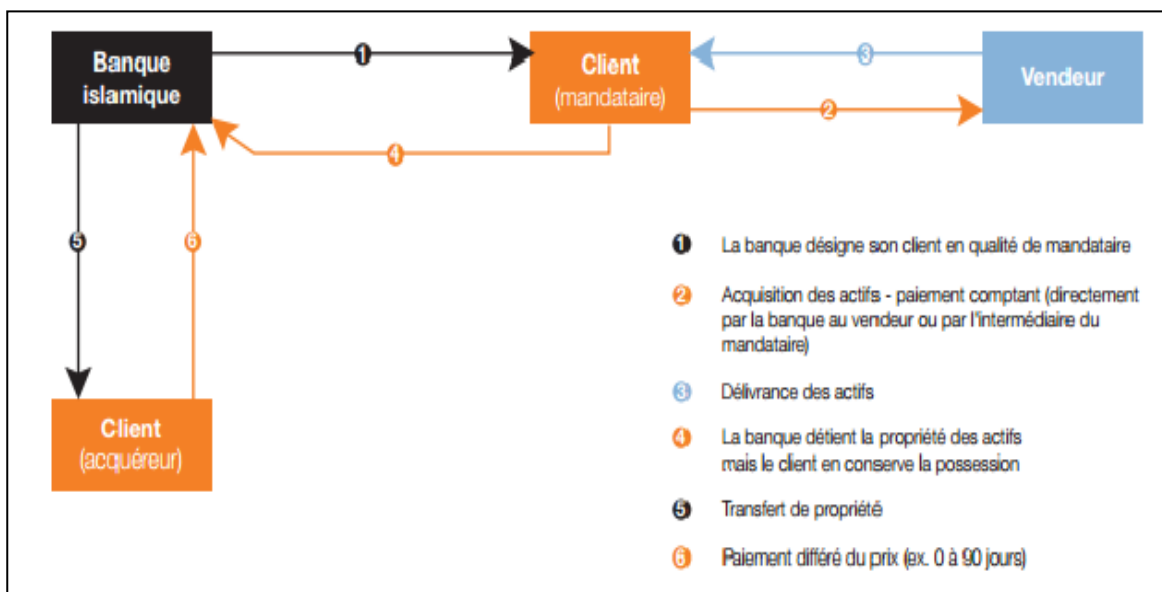 Banque
islamique
1
Client
(mandataire)
3
Vendeur
2
4
5
6
Client
(acquéreur)
1 La banque désigne son client en qualité de mandataire
2 Acquisition des actifs - paiement comptant (directement
par la banque au vendeur ou par l'intermédiaire du
mandataire)
3 Délivrance des actifs
4 La banque détient la propriété des actifs
mais le client en conserve la possession
5 Transfert de propriété
6 Paiement différé du prix (ex. 0 à 90 jours)